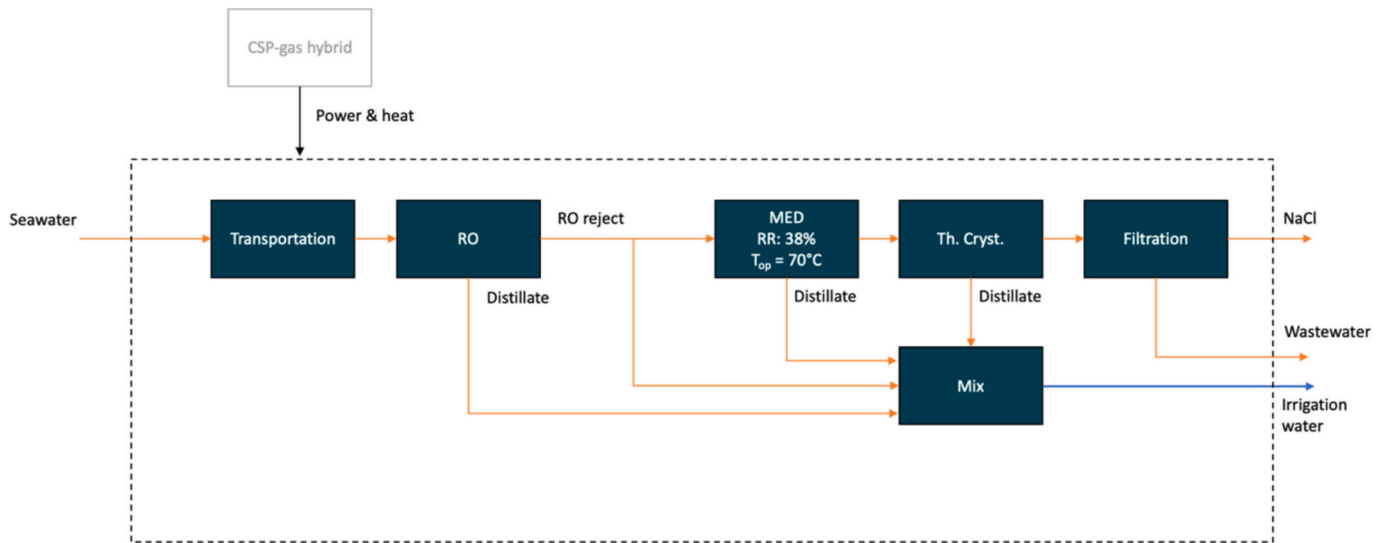 CSP-gas hybrid
Power & heat
Seawater
Transportation
RO
RO reject
MED
RR: 38%
Top = 70°C
Th. Cryst.
Filtration
NaCl
Distillate
Distillate
Distillate
Wastewater
Mix
Irrigation
water